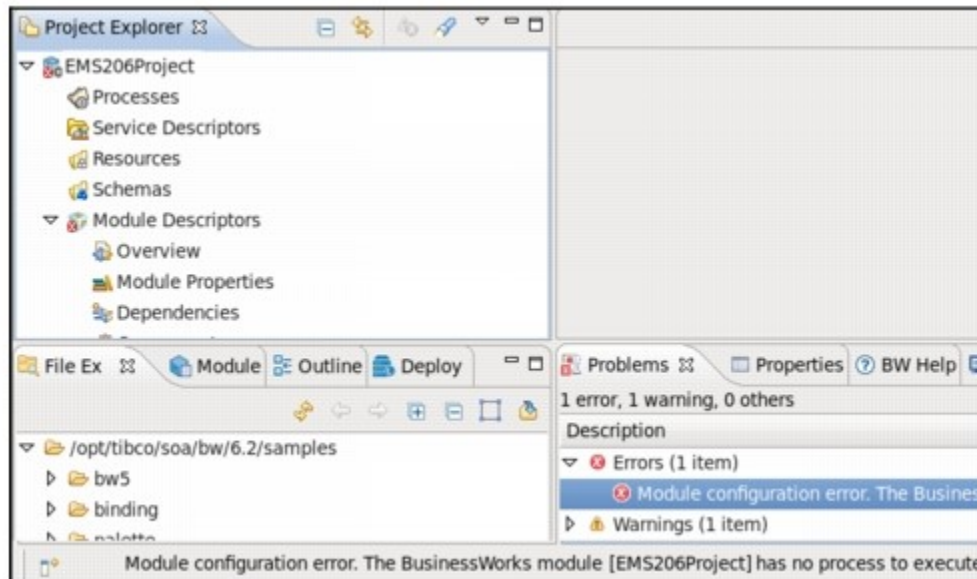 Project Explorer
EMS206Project
Processes
Service Descriptors
Resources
Schemas
Module Descriptors
Overview
Module Properties
Dependencies
File Ex
Module
Outline
Deploy
/opt/tibco/soa/bw/6.2/samples
bw5
binding
palette
Problems
Properties
BW Help
1 error, 1 warning, 0 others
Description
Errors (1 item)
Module configuration error. The Busines
Warnings (1 item)
Module configuration error. The BusinessWorks module [EMS206Project] has no process to execute